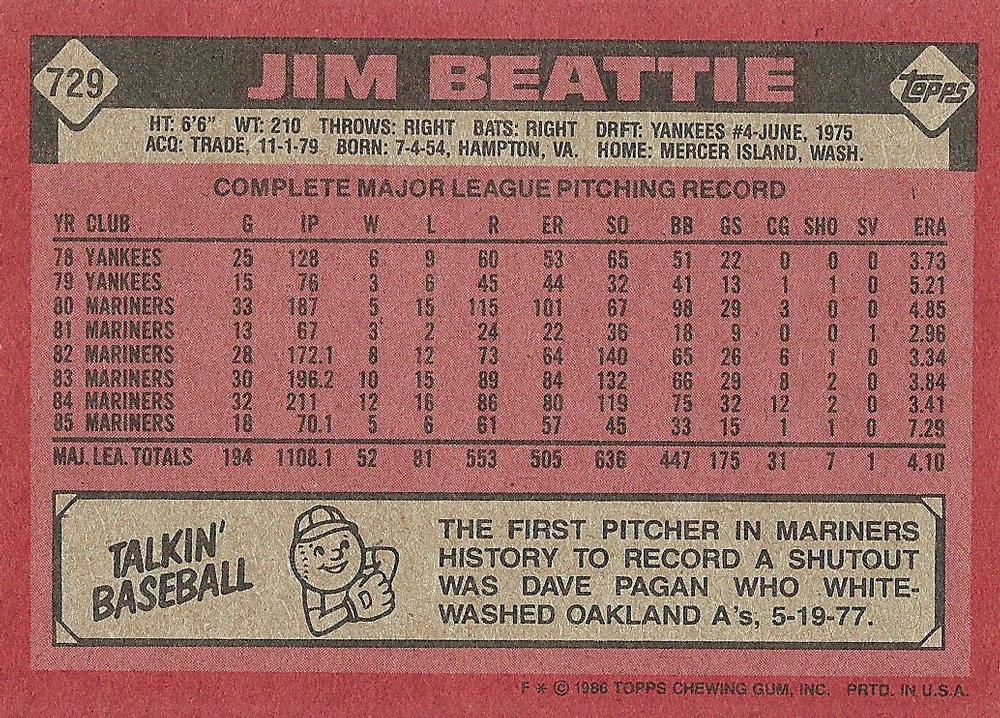 729
JIM BEATTIE
Topps
HT: 6'6" WT: 210 THROWS: RIGHT BATS: RIGHT DRFT: YANKEES #4-JUNE, 1975
ACQ: TRADE, 11-1-79 BORN: 7-4-54, HAMPTON, VA. HOME: MERCER ISLAND, WASH.
COMPLETE MAJOR LEAGUE PITCHING RECORD
YR CLUB G IP W L R ER SO BB GS CG SHO SV ERA
78 YANKEES 25 128 6 9 60 53 65 51 22 0 0 0 3.73
79 YANKEES 15 76 3 6 45 44 32 41 13 1 1 0 5.21
80 MARINERS 33 187 5 15 115 101 67 98 29 3 0 0 4.85
81 MARINERS 13 67 3 2 24 22 36 18 9 0 0 1 2.96
82 MARINERS 28 172.1 8 12 73 64 140 65 26 6 1 0 3.34
83 MARINERS 30 196.2 10 15 89 84 132 66 29 8 2 0 3.84
84 MARINERS 32 211 12 16 86 80 119 75 32 12 2 0 3.41
85 MARINERS 18 70.1 5 6 61 57 45 33 15 1 1 0 7.29
MAJ. LEA. TOTALS 194 1108.1 52 81 553 505 636 447 175 31 7 1 4.10
TALKIN'
BASEBALL
THE FIRST PITCHER IN MARINERS
HISTORY TO RECORD A SHUTOUT
WAS DAVE PAGAN WHO WHITE-
WASHED OAKLAND A's, 5-19-77.
F * © 1986 TOPPS CHEWING GUM, INC. PRTD. IN U.S.A.